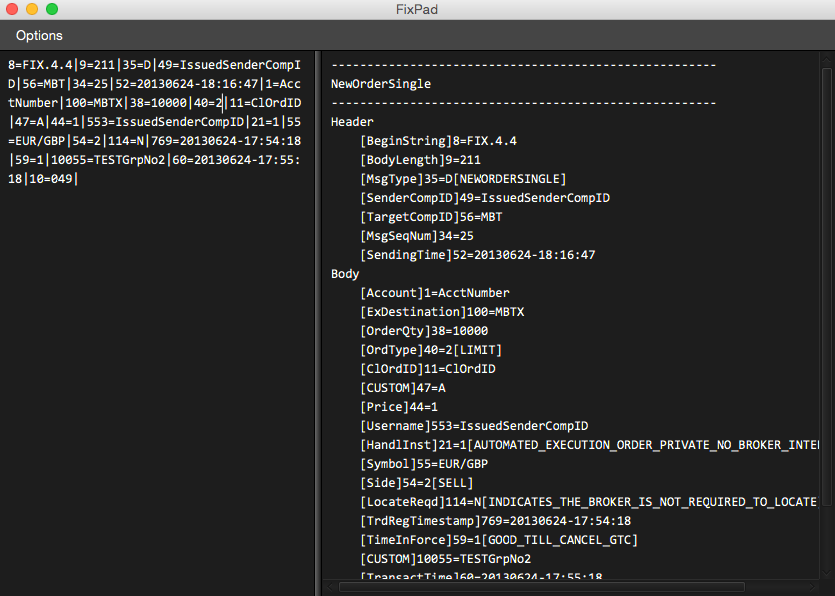 FixPad
Options
8=FIX.4.4|9=211|35=D|49=IssuedSenderCompI
D|56=MBT|34=25|52=20130624-18:16:47|1=Acc
tNumber|100=MBTX|38=10000|40=2|11=ClOrdID
|47=A|44=1|553=IssuedSenderCompID|21=1|55
=EUR/GBP|54=2|114=N|769=20130624-17:54:18
|59=1|10055=TESTGrpNo2|60=20130624-17:55:
18|10=049|
------------------------------------------------------
NewOrderSingle
------------------------------------------------------
Header
[BeginString]8=FIX.4.4
[BodyLength]9=211
[MsgType]35=D[NEWORDERSINGLE]
[SenderCompID]49=IssuedSenderCompID
[TargetCompID]56=MBT
[MsgSeqNum]34=25
[SendingTime]52=20130624-18:16:47
Body
[Account]1=AcctNumber
[ExDestination]100=MBTX
[OrderQty]38=10000
[OrdType]40=2[LIMIT]
[ClOrdID]11=ClOrdID
[CUSTOM]47=A
[Price]44=1
[Username]553=IssuedSenderCompID
[HandlInst]21=1[AUTOMATED_EXECUTION_ORDER_PRIVATE_NO_BROKER_INTE
[Symbol]55=EUR/GBP
[Side]54=2[SELL]
[LocateReqd]114=N[INDICATES_THE_BROKER_IS_NOT_REQUIRED_TO_LOCATE
[TrdRegTimestamp]769=20130624-17:54:18
[TimeInForce]59=1[GOOD_TILL_CANCEL_GTC]
[CUSTOM]10055=TESTGrpNo2
[TransactTime]60=20130624-17:55:18